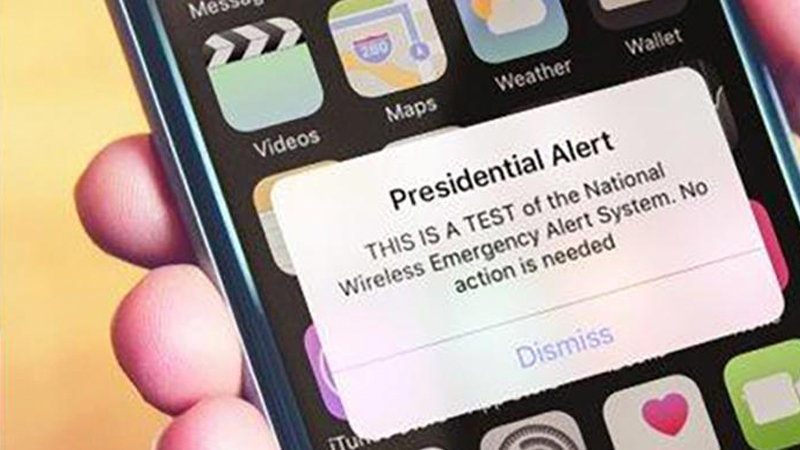 Messag
Videos
Maps
280
Weather
Wallet
Presidential Alert
THIS IS A TEST of the National
Wireless Emergency Alert System. No
action is needed
Dismiss
iTun